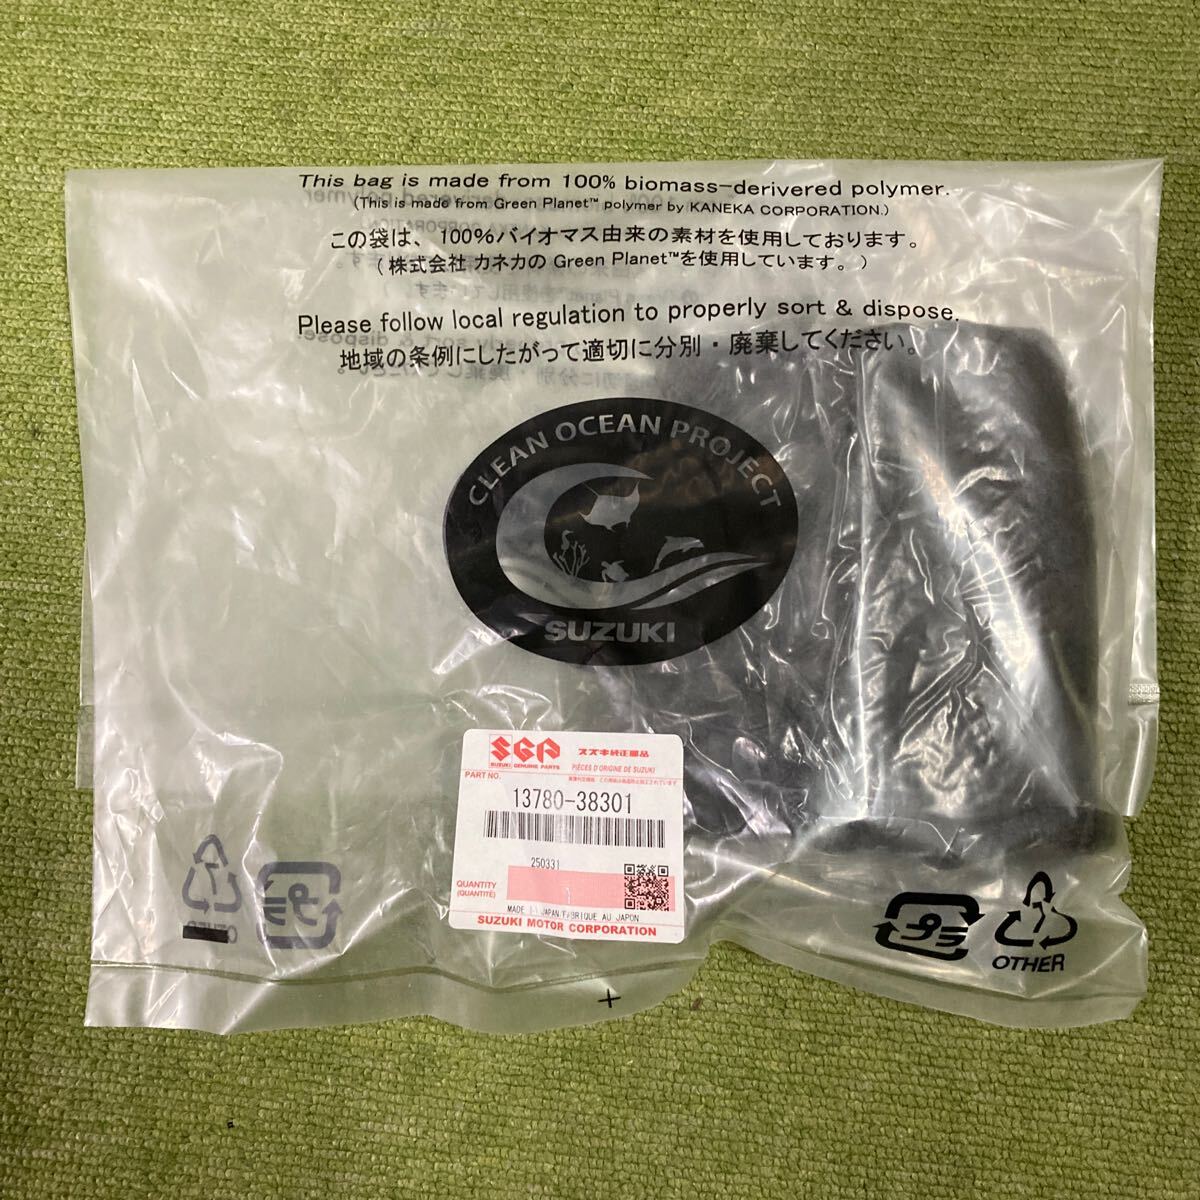 This bag is made from 100% biomass-derivered polymer.
(This is made from Green Planet™ polymer by KANEKA CORPORATION.)
この袋は、100%バイオマス由来の素材を使用しております。
(株式会社 カネカの Green Planet™を使用しています。)
Please follow local regulation to properly sort & dispose.
地域の条例にしたがって適切に分別・廃棄してください。
CLEAN OCEAN PROJECT
SUZUKI
SGP
スズキ純正部品
SUZUKI GENUINE PARTS
PIÈCES D'ORIGINE DE SUZUKI
PART NO.
13780-38301
250331
QUANTITY
(QUANTITÉ)
1
MADE IN JAPAN/FABRIQUE AU JAPON
SUZUKI MOTOR CORPORATION
プラ
OTHER